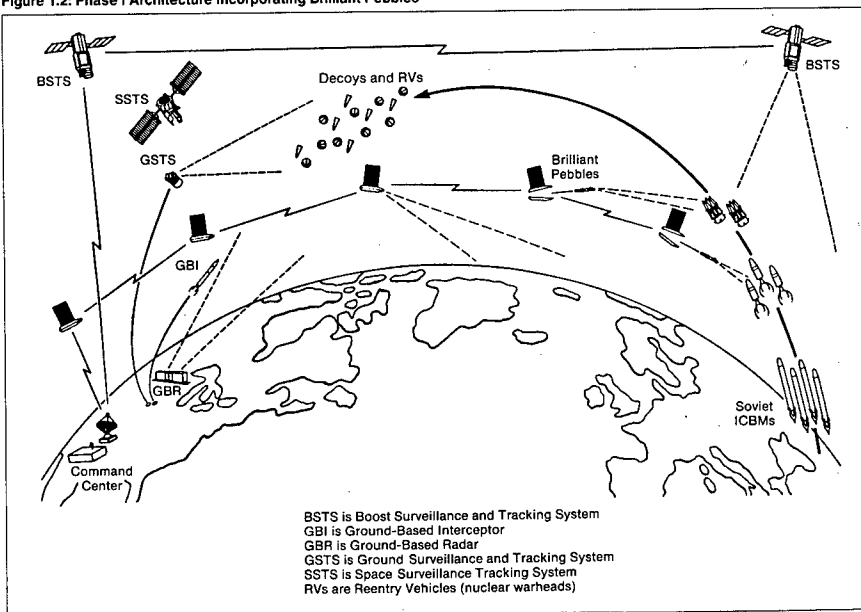 Figure 1.2: Phase I Architecture Incorporating Brilliant Pebbles
BSTS
BSTS
SSTS
Decoys and RVs
GSTS
Brilliant
Pebbles
GBI
GBR
Soviet
ICBMs
Command
Center
BSTS is Boost Surveillance and Tracking System
GBI is Ground-Based Interceptor
GBR is Ground-Based Radar
GSTS is Ground Surveillance and Tracking System
SSTS is Space Surveillance Tracking System
RVs are Reentry Vehicles (nuclear warheads)